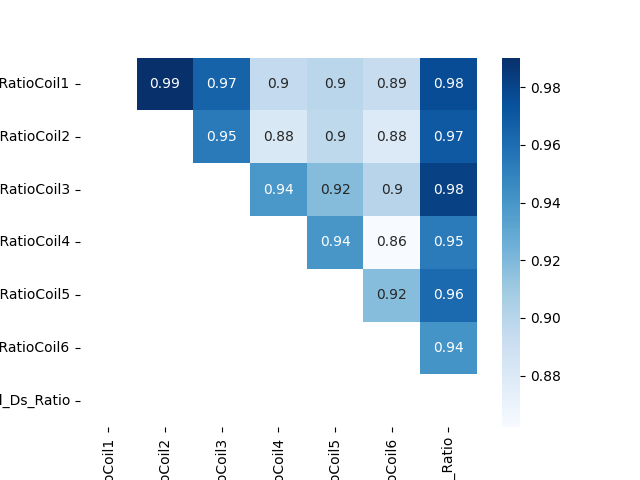 RatioCoil1
0.99 0.97 0.9 0.9 0.89 0.98
RatioCoil2
0.95 0.88 0.9 0.88 0.97
RatioCoil3
0.94 0.92 0.9 0.98
RatioCoil4
0.94 0.86 0.95
RatioCoil5
0.92 0.96
RatioCoil6
0.94
l_Ds_Ratio
oCoil1
oCoil2
oCoil3
oCoil4
oCoil5
oCoil6
_Ratio
0.98
0.96
0.94
0.92
0.90
0.88